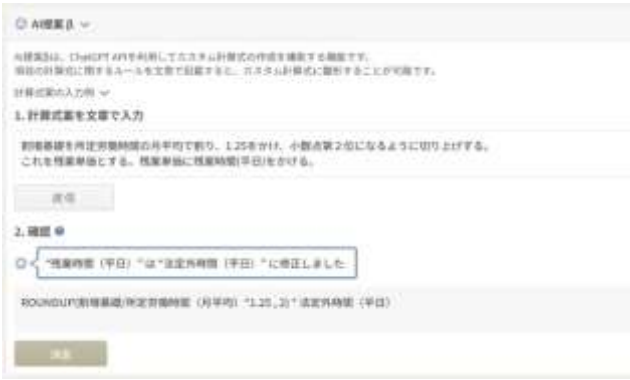 AI提案β
AI提案βは、ChatGPT APIを利用してカスタム計算式の作成を補助する機能です。
計算式に関するルールを文章で記載すると、カスタム計算式に整形することが可能です。
計算式案の入力例
1. 計算式案を文章で入力
割増基礎を所定労働時間の月平均で割り、1.25をかけ、小数点第2位になるように切り上げする。
これを残業単価とする。残業単価に残業時間(平日)をかける。
送信
2. 確認
"残業時間（平日）"は"法定外時間（平日）"に修正しました
ROUNDUP(割増基礎/所定労働時間（月平均）*1.25 , 2) * 法定外時間（平日）